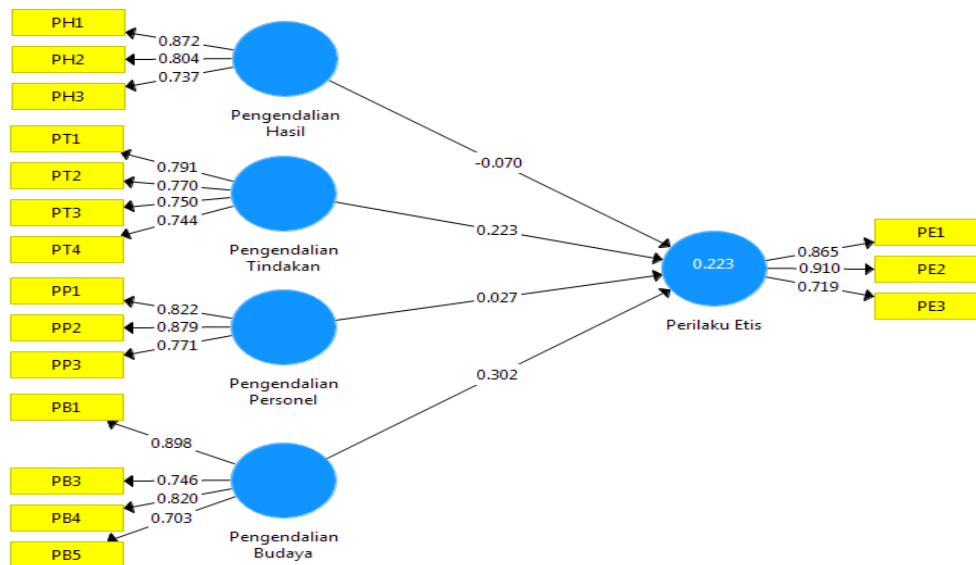 PH1
0.872
PH2
0.804
PH3
0.737
Pengendalian
Hasil
PT1
0.791
PT2
0.770
PT3
0.750
PT4
0.744
Pengendalian
Tindakan
PP1
0.822
PP2
0.879
PP3
0.771
Pengendalian
Personel
PB1
0.898
PB3
0.746
PB4
0.820
PB5
0.703
Pengendalian
Budaya
-0.070
0.223
0.027
0.302
0.223
Perilaku Etis
0.865
PE1
0.910
PE2
0.719
PE3